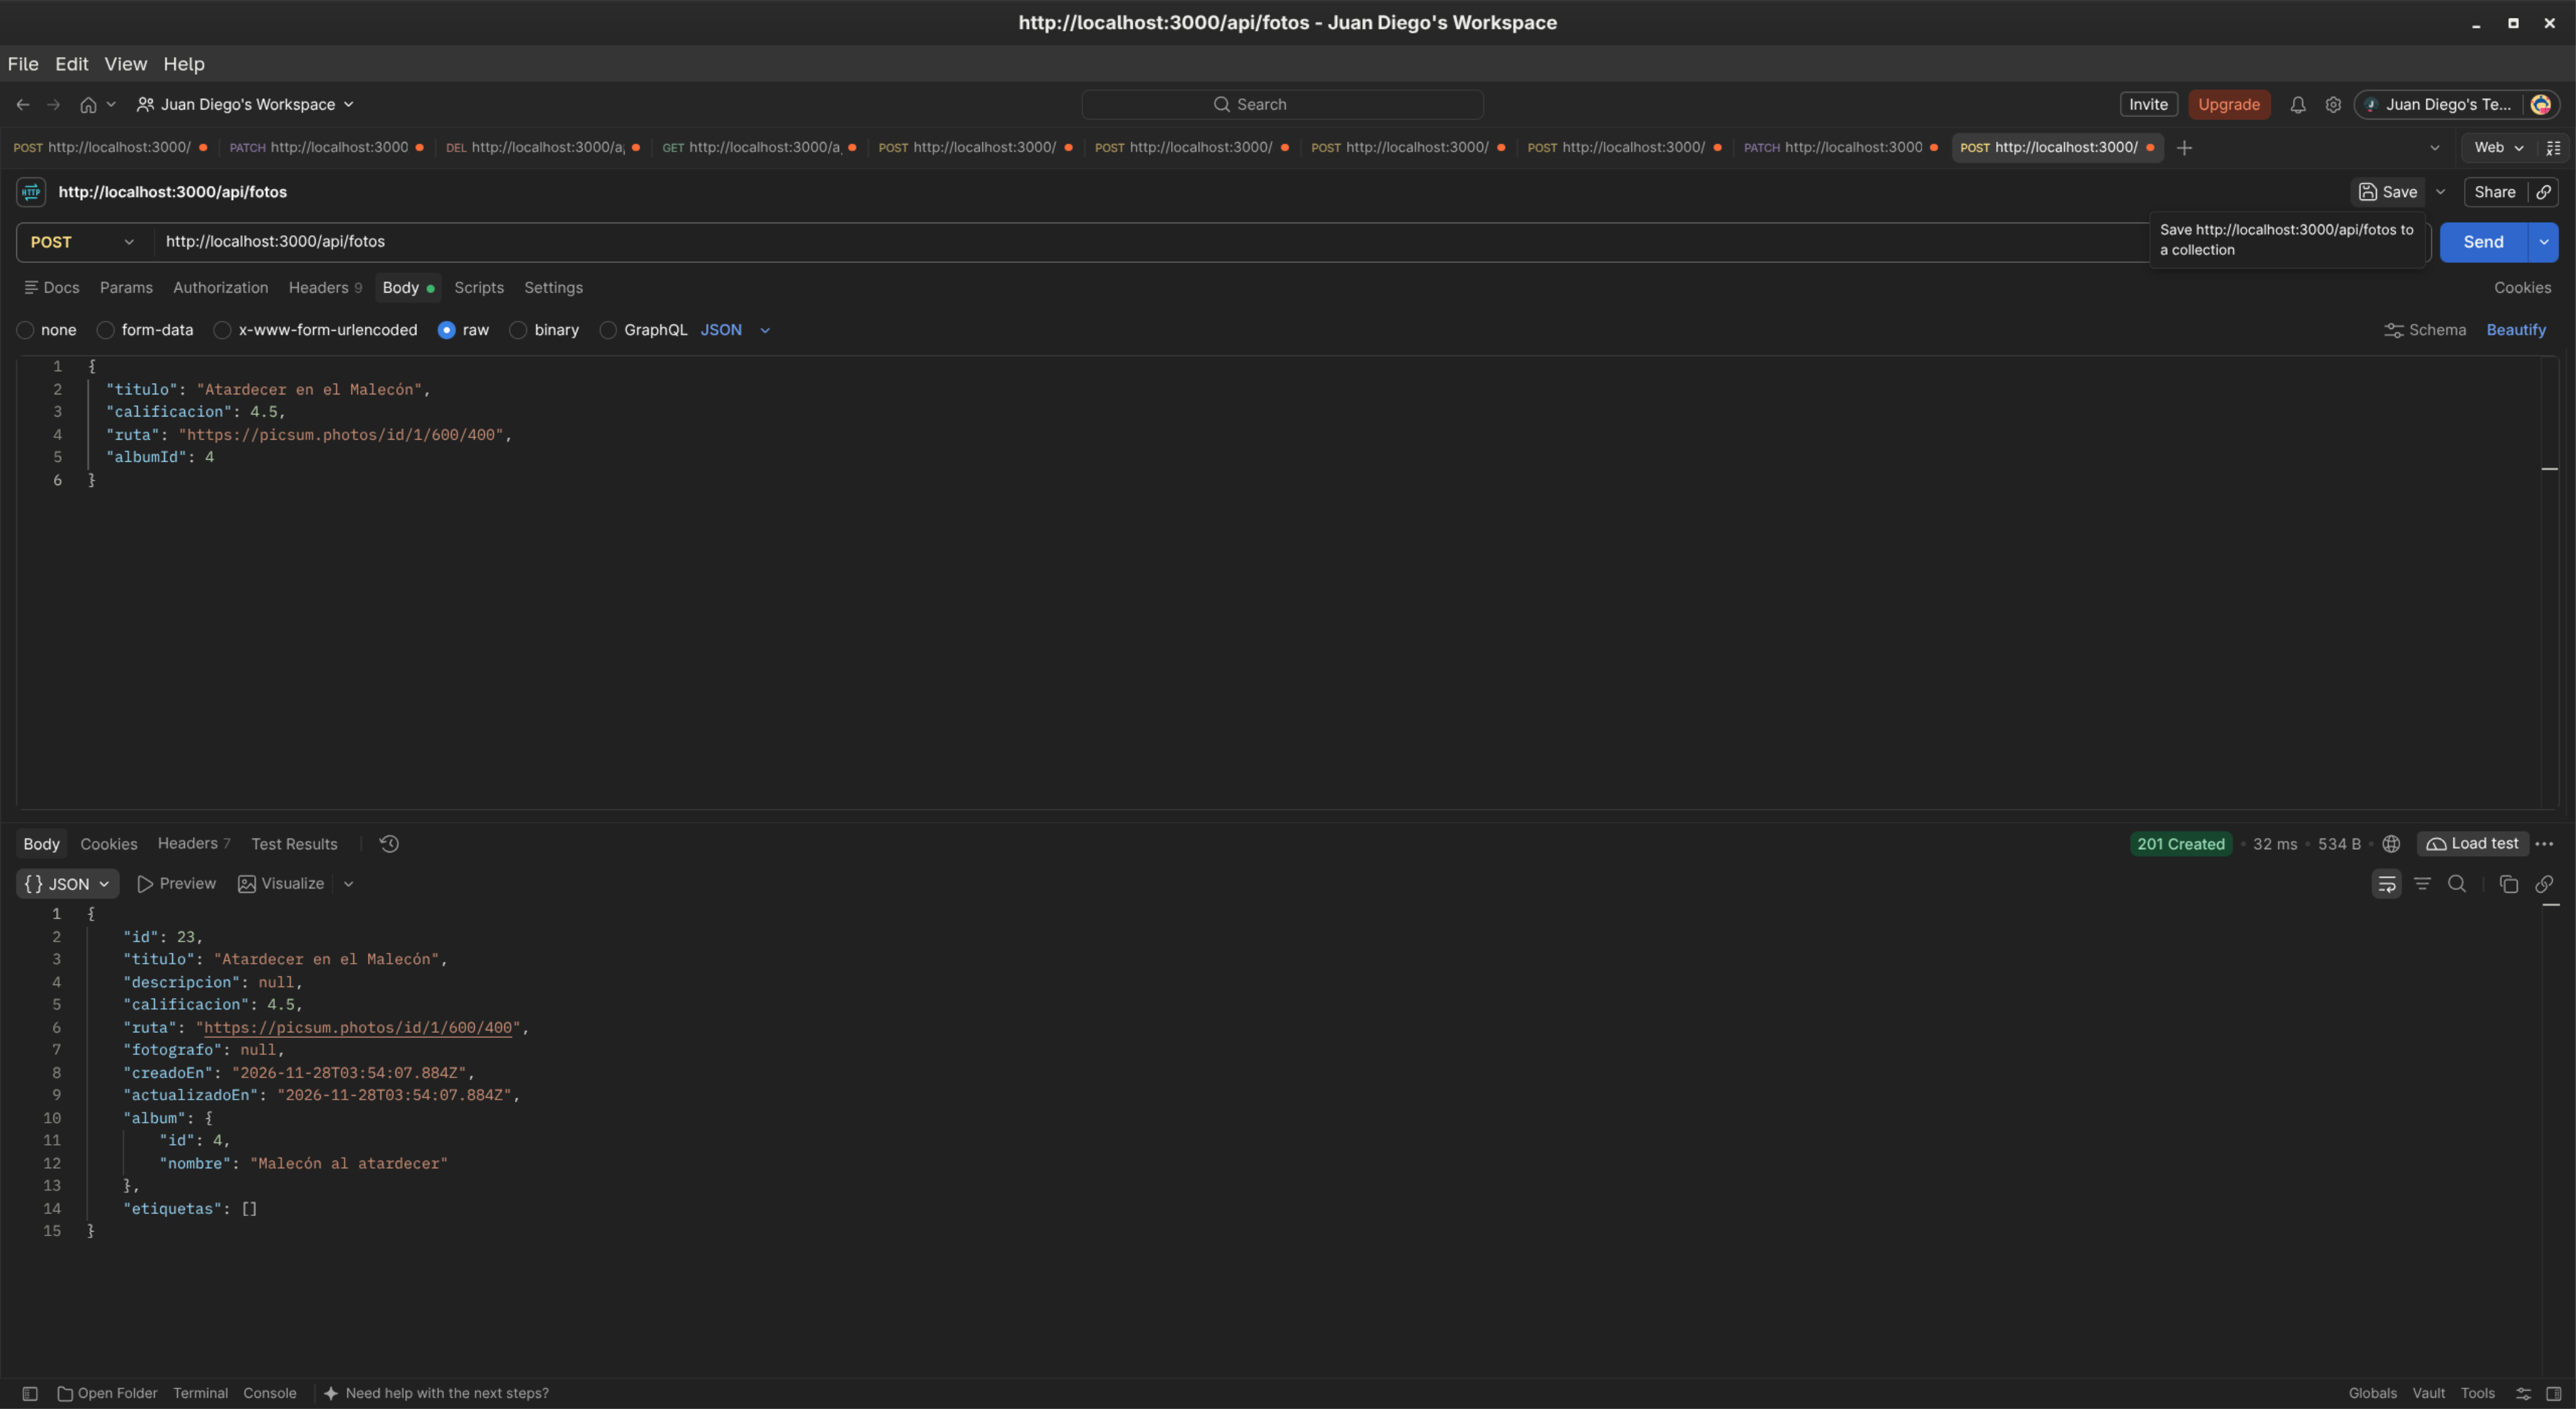 http://localhost:3000/api/fotos - Juan Diego's Workspace
File Edit View Help
Juan Diego's Workspace
Search
Invite Upgrade Juan Diego's Te...
POST http://localhost:3000/ PATCH http://localhost:3000 DEL http://localhost:3000/a GET http://localhost:3000/a POST http://localhost:3000/ POST http://localhost:3000/ POST http://localhost:3000/ POST http://localhost:3000/ PATCH http://localhost:3000 POST http://localhost:3000/ Web
HTTP http://localhost:3000/api/fotos Save Share
POST http://localhost:3000/api/fotos Send
Save http://localhost:3000/api/fotos to
a collection
Docs Params Authorization Headers 9 Body Scripts Settings Cookies
none form-data x-www-form-urlencoded raw binary GraphQL JSON Schema Beautify
1 {
2 "titulo": "Atardecer en el Malecón",
3 "calificacion": 4.5,
4 "ruta": "https://picsum.photos/id/1/600/400",
5 "albumId": 4
6 }
Body Cookies Headers 7 Test Results 201 Created 32 ms 534 B Load test
{} JSON Preview Visualize
1 {
2 "id": 23,
3 "titulo": "Atardecer en el Malecón",
4 "descripcion": null,
5 "calificacion": 4.5,
6 "ruta": "https://picsum.photos/id/1/600/400",
7 "fotografo": null,
8 "creadoEn": "2026-11-28T03:54:07.884Z",
9 "actualizadoEn": "2026-11-28T03:54:07.884Z",
10 "album": {
11 "id": 4,
12 "nombre": "Malecón al atardecer"
13 },
14 "etiquetas": []
15 }
Open Folder Terminal Console Need help with the next steps? Globals Vault Tools